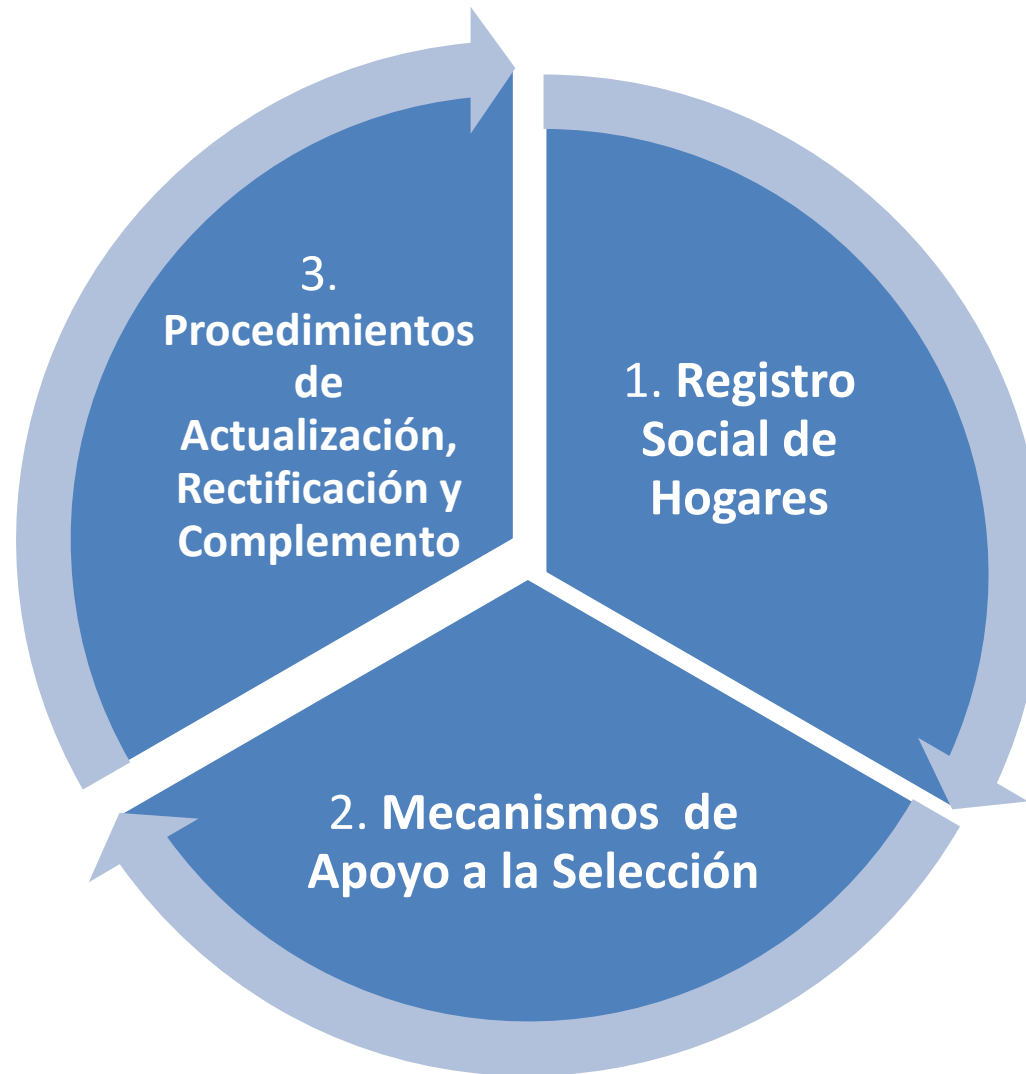 1. Registro
Social de
Hogares
2. Mecanismos de
Apoyo a la Selección
3.
Procedimientos
de
Actualización,
Rectificación y
Complemento